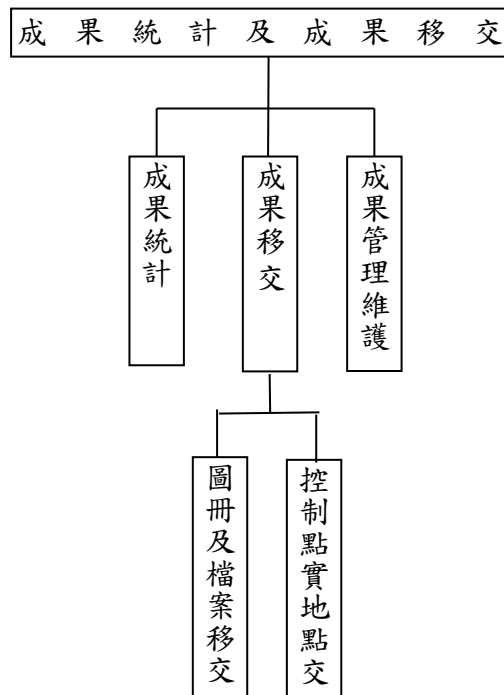 成果統計及成果移交
成果統計
成果移交
成果管理維護
圖冊及檔案移交
控制點實地點交